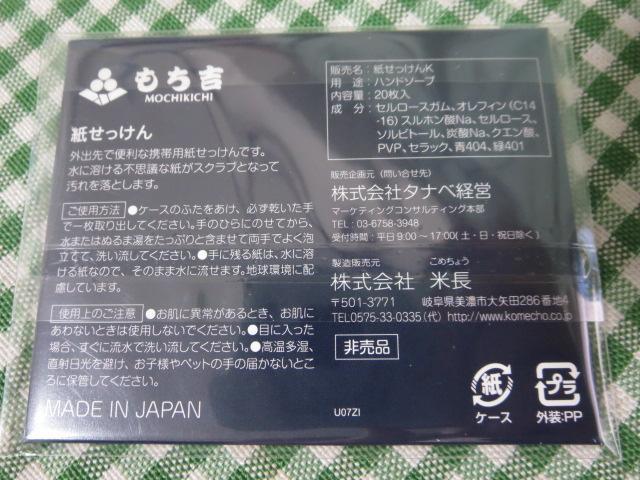 もち吉
MOCHIKICHI
紙せっけん
外出先で便利な携帯用紙せっけんです。
水に溶ける不思議な紙がスクラブとなって
汚れを落とします。
ご使用方法 ●ケースのふたをあけ、必ず乾いた手
で一枚取り出してください。手のひらにのせてから、
水またはぬるま湯をたっぷりと含ませて両手でよく泡
立てて、洗い流してください。●手に残る紙は、水に溶
ける紙なので、そのまま水に流せます。地球環境に配
慮しています。
使用上のご注意 ●お肌に異常があるとき、お肌に
あわないときは使用しないでください。●目に入った
場合、すぐに流水で洗い流してください。●高温多湿、
直射日光を避け、お子様やペットの手の届かないとこ
ろに保管してください。
MADE IN JAPAN
販売名：紙せっけんK
用 途：ハンドソープ
内容量：20枚入
成 分：セルロースガム、オレフィン(C14
-16)スルホン酸Na、セルロース、
ソルビトール、炭酸Na、クエン酸、
PVP、セラック、青404、緑401
販売企画元 (問い合せ先)
株式会社タナベ経営
マーケティングコンサルティング本部
TEL：03-6758-3948
受付時間：平日9:00～17:00(土・日・祝日除く)
製造販売元 こめちょう
株式会社 米長
〒501-3771 岐阜県美濃市大矢田286番地4
TEL0575-33-0335(代) http://www.komecho.co.jp
非売品
U07ZI
紙
ケース
プラ
外装:PP